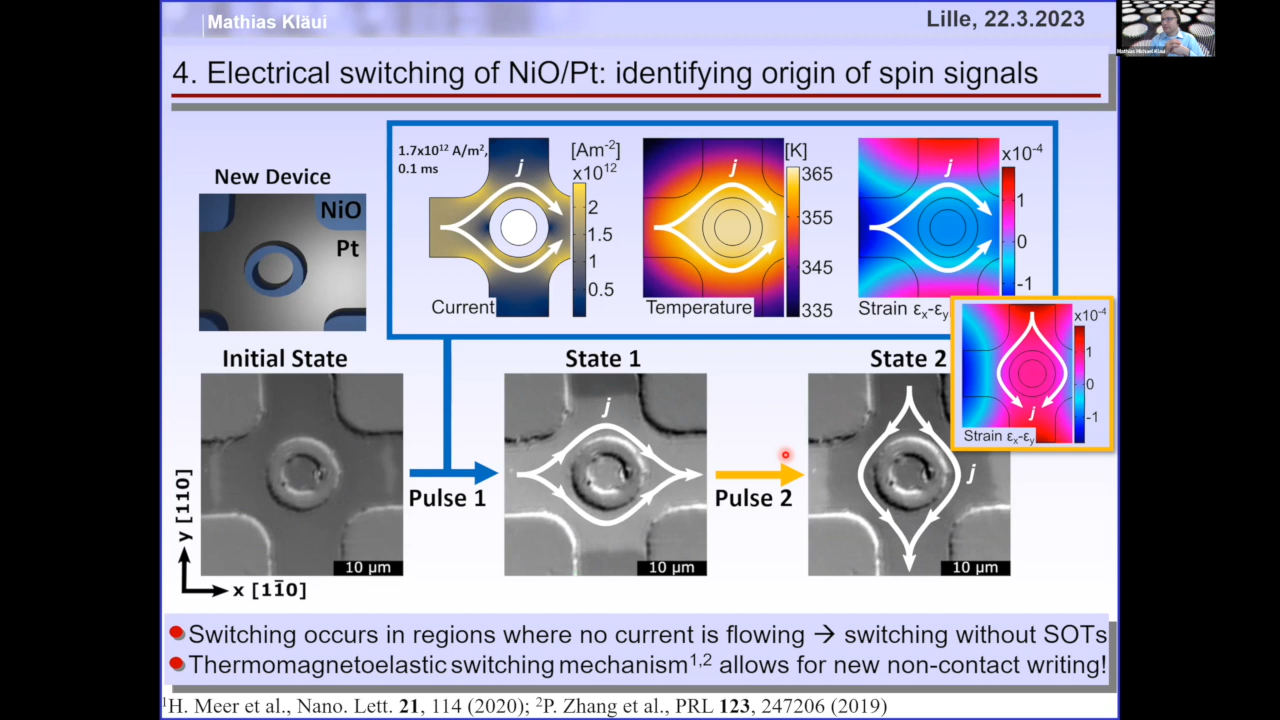 Mathias Kläui
Lille, 22.3.2023
Mathias Michael Kläui
4. Electrical switching of NiO/Pt: identifying origin of spin signals
New Device
NiO
Pt
1.7x10¹² A/m²,
0.1 ms
j
[Am⁻²]
x10¹²
2
1.5
1
0.5
Current
j
[K]
365
355
345
335
Temperature
j
x10⁻⁴
1
0
-1
Strain εₓ-εᵧ
Initial State
State 1
State 2
x10⁻⁴
1
0
-1
j
Strain εₓ-εᵧ
j
j
Pulse 1
Pulse 2
y [110]
x [11̅0]
10 µm
10 µm
10 µm
Switching occurs in regions where no current is flowing → switching without SOTs
Thermomagnetoelastic switching mechanism¹,² allows for new non-contact writing!
¹H. Meer et al., Nano. Lett. 21, 114 (2020); ²P. Zhang et al., PRL 123, 247206 (2019)